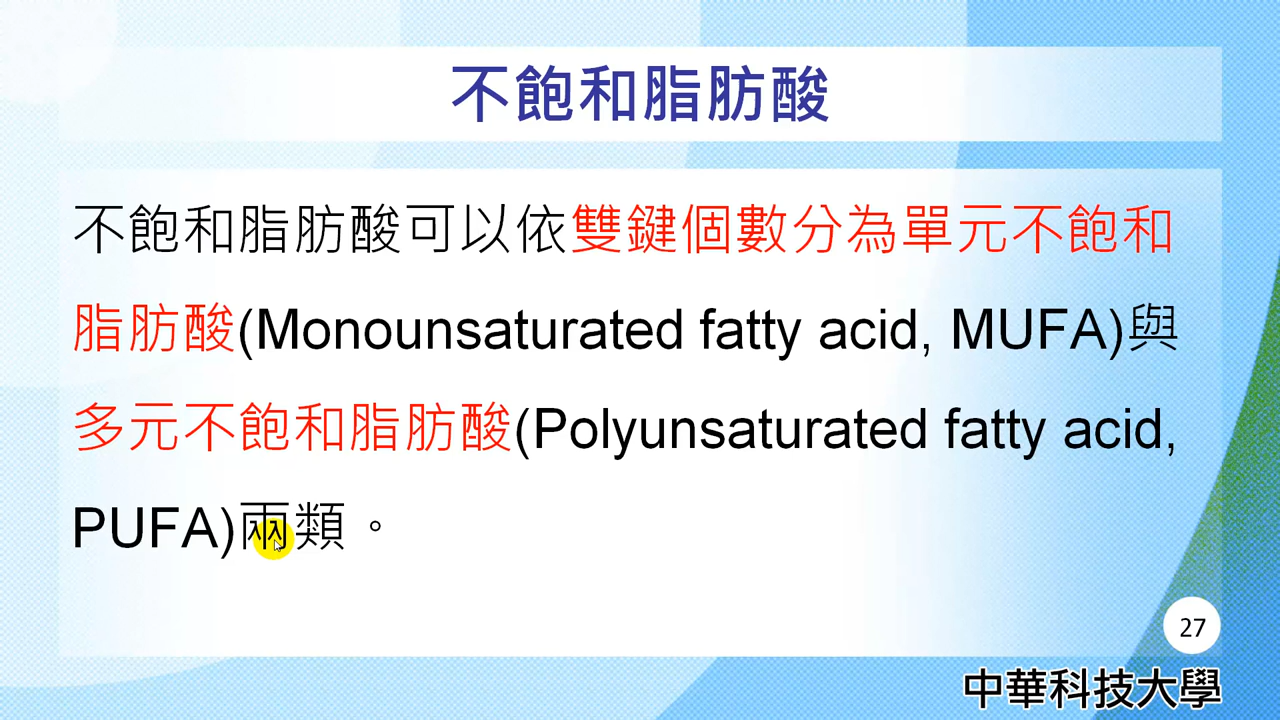 不飽和脂肪酸
不飽和脂肪酸可以依雙鍵個數分為單元不飽和
脂肪酸(Monounsaturated fatty acid, MUFA)與
多元不飽和脂肪酸(Polyunsaturated fatty acid,
PUFA)兩類。
27
中華科技大學